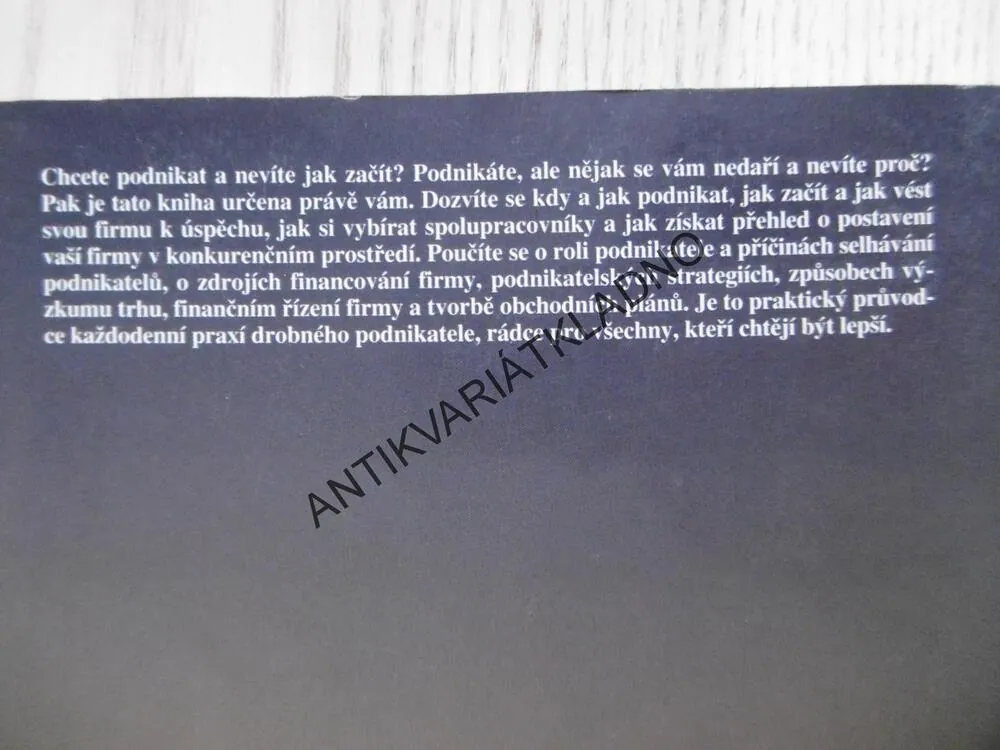 Chcete podnikat a nevíte jak začít? Podnikáte, ale nějak se vám nedaří a nevíte proč?
Pak je tato kniha určena právě vám. Dozvíte se kdy a jak podnikat, jak začít a jak vést
svou firmu k úspěchu, jak si vybírat spolupracovníky a jak získat přehled o postavení
vaší firmy v konkurenčním prostředí. Poučíte se o roli podnikatele a příčinách selhávání
podnikatelů, o zdrojích financování firmy, podnikatelských strategiích, způsobech vý-
zkumu trhu, finančním řízení firmy a tvorbě obchodních plánů. Je to praktický průvod-
ce každodenní praxí drobného podnikatele, rádce pro všechny, kteří chtějí být lepší.
ANTIKVARIÁTKLADNO